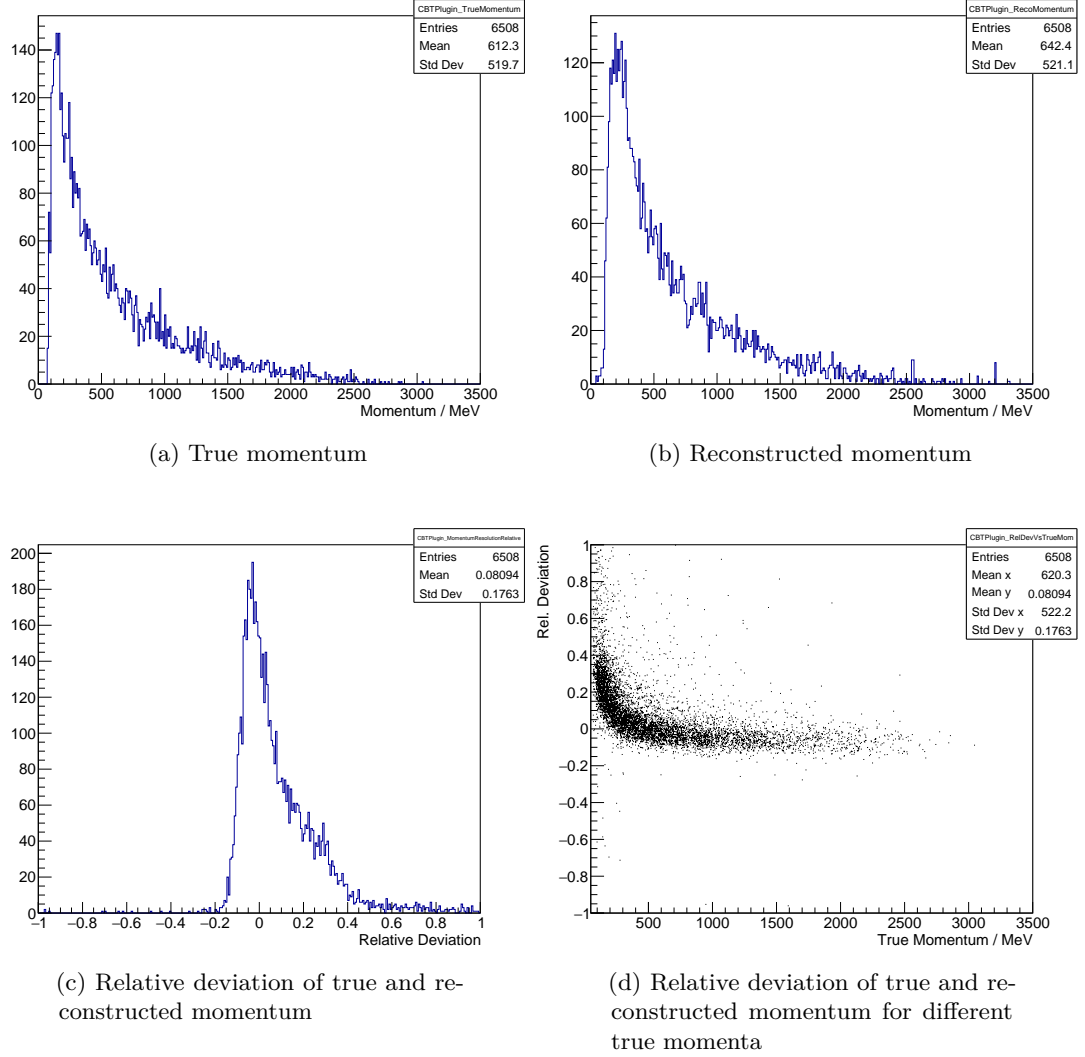 CBTPlugin_TrueMomentum
Entries 6508
Mean 612.3
Std Dev 519.7
140
120
100
80
60
40
20
0
0 500 1000 1500 2000 2500 3000 3500
Momentum / MeV
(a) True momentum
CBTPlugin_RecoMomentum
Entries 6508
Mean 642.4
Std Dev 521.1
120
100
80
60
40
20
0
0 500 1000 1500 2000 2500 3000 3500
Momentum / MeV
(b) Reconstructed momentum
CBTPlugin_MomentumResolutionRelative
Entries 6508
Mean 0.08094
Std Dev 0.1763
200
180
160
140
120
100
80
60
40
20
0
−1 −0.8 −0.6 −0.4 −0.2 0 0.2 0.4 0.6 0.8 1
Relative Deviation
(c) Relative deviation of true and re-
constructed momentum
CBTPlugin_RelDevVsTrueMom
Entries 6508
Mean x 620.3
Mean y 0.08094
Std Dev x 522.2
Std Dev y 0.1763
Rel. Deviation
1
0.8
0.6
0.4
0.2
0
−0.2
−0.4
−0.6
−0.8
−1
500 1000 1500 2000 2500 3000 3500
True Momentum / MeV
(d) Relative deviation of true and re-
constructed momentum for different
true momenta